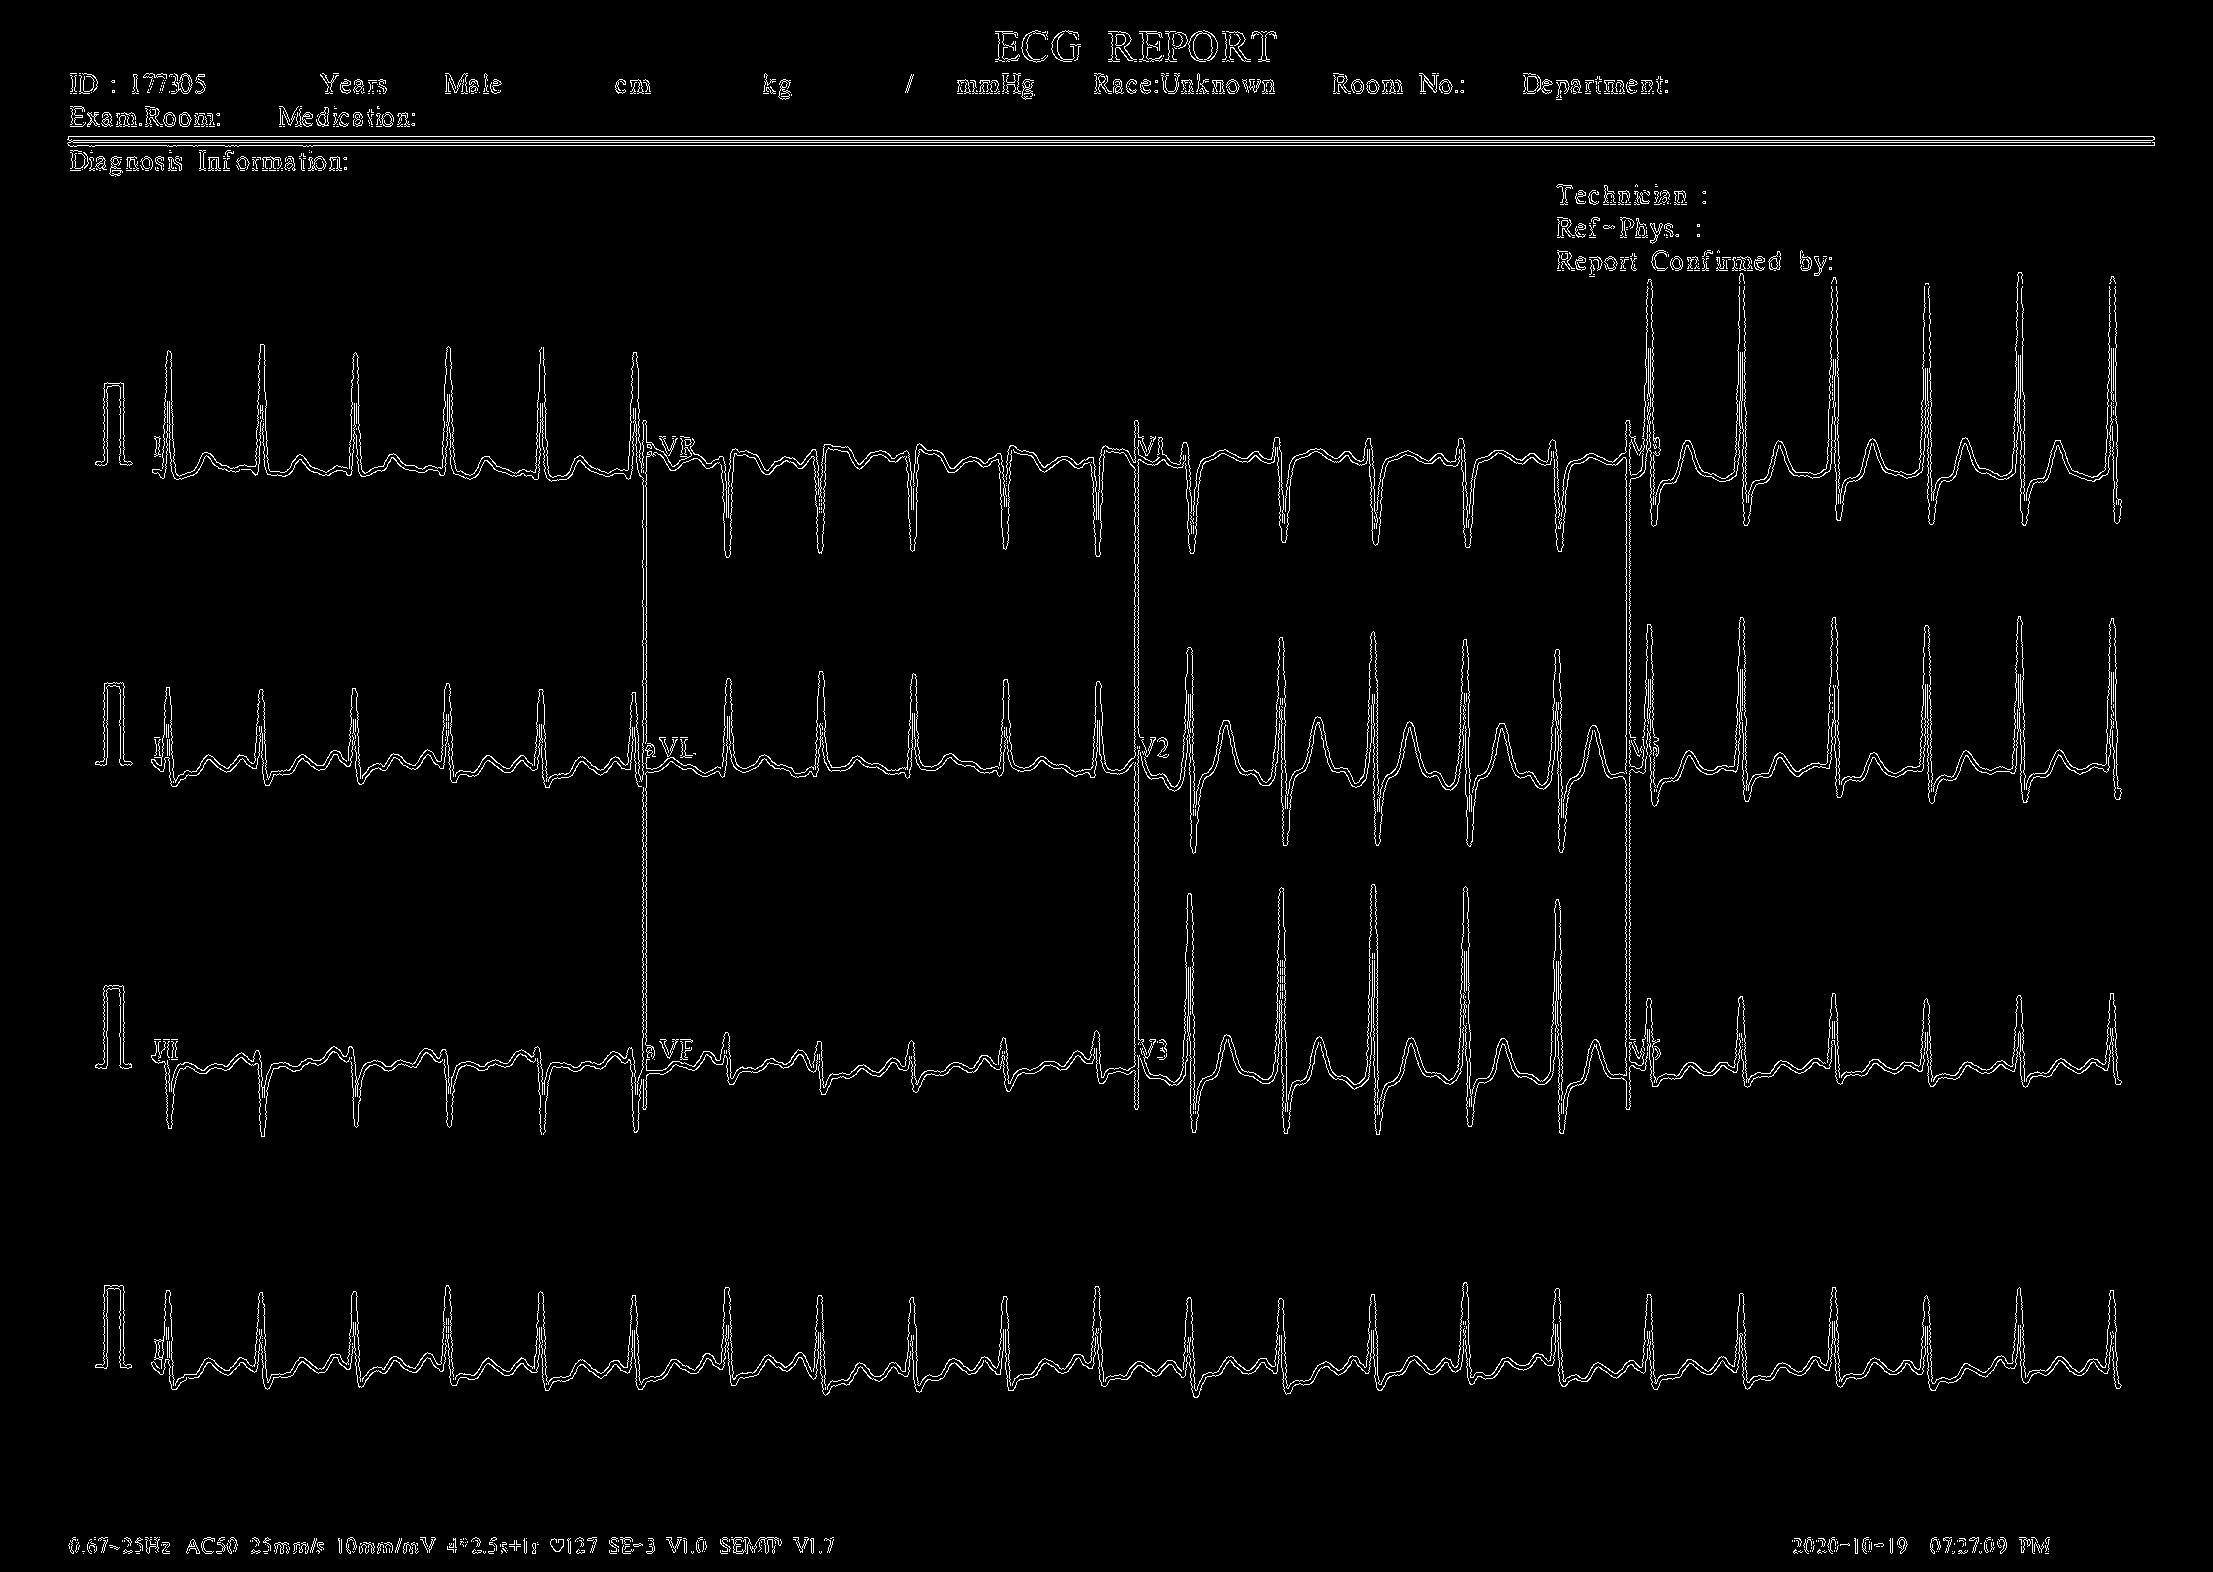 ECG REPORT
ID : 177305 Years Male cm kg / mmHg Race:Unknown Room No.: Department:
Exam.Room: Medication:
Diagnosis Information:
Technician :
Ref-Phys. :
Report Confirmed by:
I aVR V1 V4
II aVL V2 V5
III aVF V3 V6
II
0.67~25Hz AC50 25mm/s 10mm/mV 4*2.5s+1r ♡127 SE-3 V1.0 SEMIP V1.7
2020-10-19 07:27:09 PM